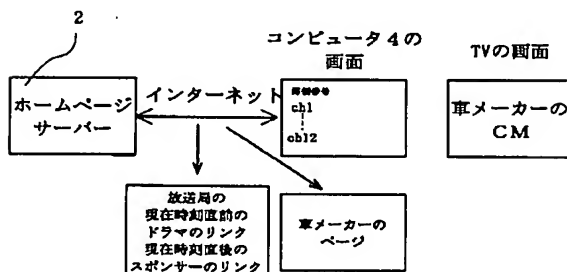 2
コンピュータ4の
画面
TVの画面
ホームページ
サーバー
インターネット
ch1
ch12
車メーカーの
CM
放送局の
現在時刻直前の
ドラマのリンク
現在時刻直後の
スポンサーのリンク
車メーカーの
ページ